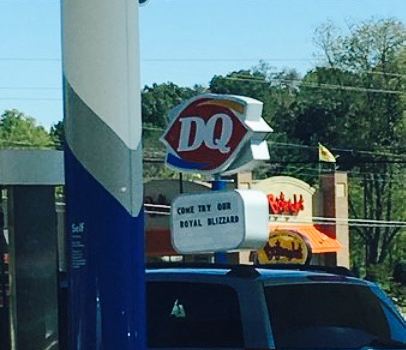 DQ
COME TRY OUR
ROYAL BLIZZARD
Self